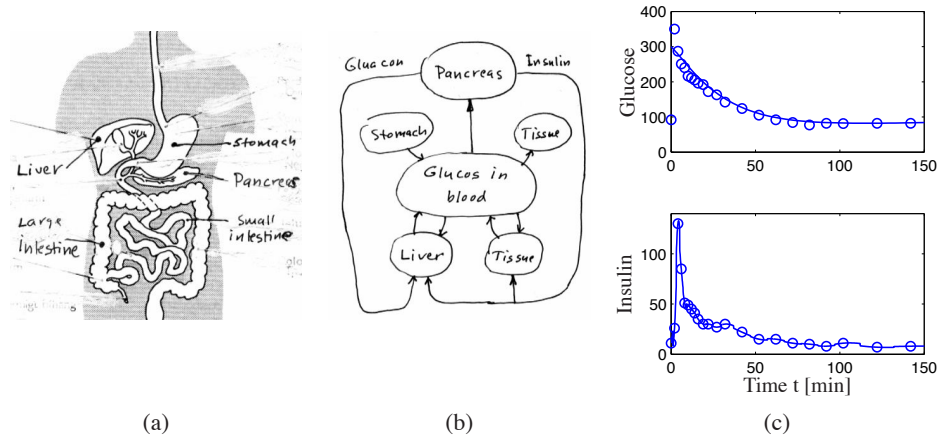 Liver
Stomach
Pancreas
Large
Intestine
Small
intestine
Gluacon
Pancreas
Insulin
Stomach
Tissue
Glucos in
blood
Liver
Tissue
400
300
200
100
0
0
50
100
150
Glucose
100
50
0
0
50
100
150
Insulin
Time t [min]
(a)
(b)
(c)